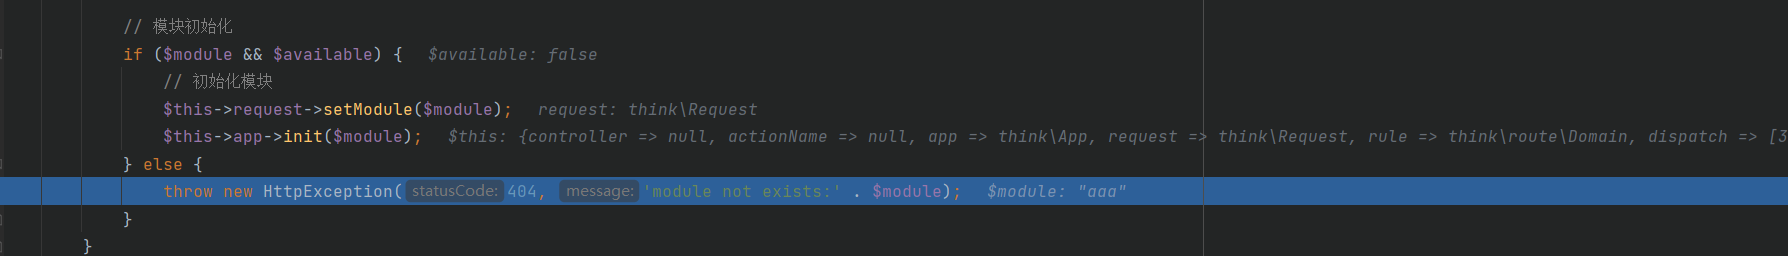 // 模块初始化
if ($module && $available) { $available: false
// 初始化模块
$this->request->setModule($module); request: think\Request
$this->app->init($module); $this: {controller => null, actionName => null, app => think\App, request => think\Request, rule => think\route\Domain, dispatch => [3
} else {
throw new HttpException( statusCode: 404, message: 'module not exists:' . $module); $module: "aaa"
}
}